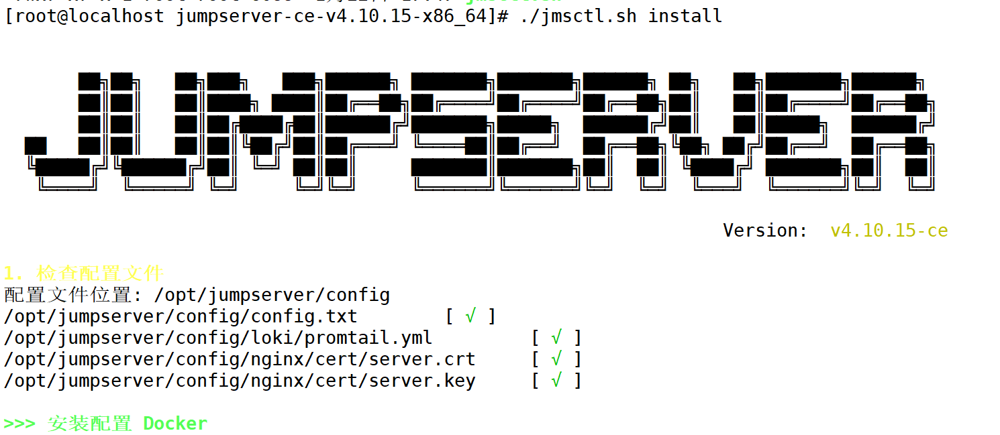 [root@localhost jumpserver-ce-v4.10.15-x86_64]# ./jmsctl.sh install
JUMPSERVER
Version: v4.10.15-ce
1. 检查配置文件
配置文件位置: /opt/jumpserver/config
/opt/jumpserver/config/config.txt [ √ ]
/opt/jumpserver/config/loki/promtail.yml [ √ ]
/opt/jumpserver/config/nginx/cert/server.crt [ √ ]
/opt/jumpserver/config/nginx/cert/server.key [ √ ]
>>> 安装配置 Docker